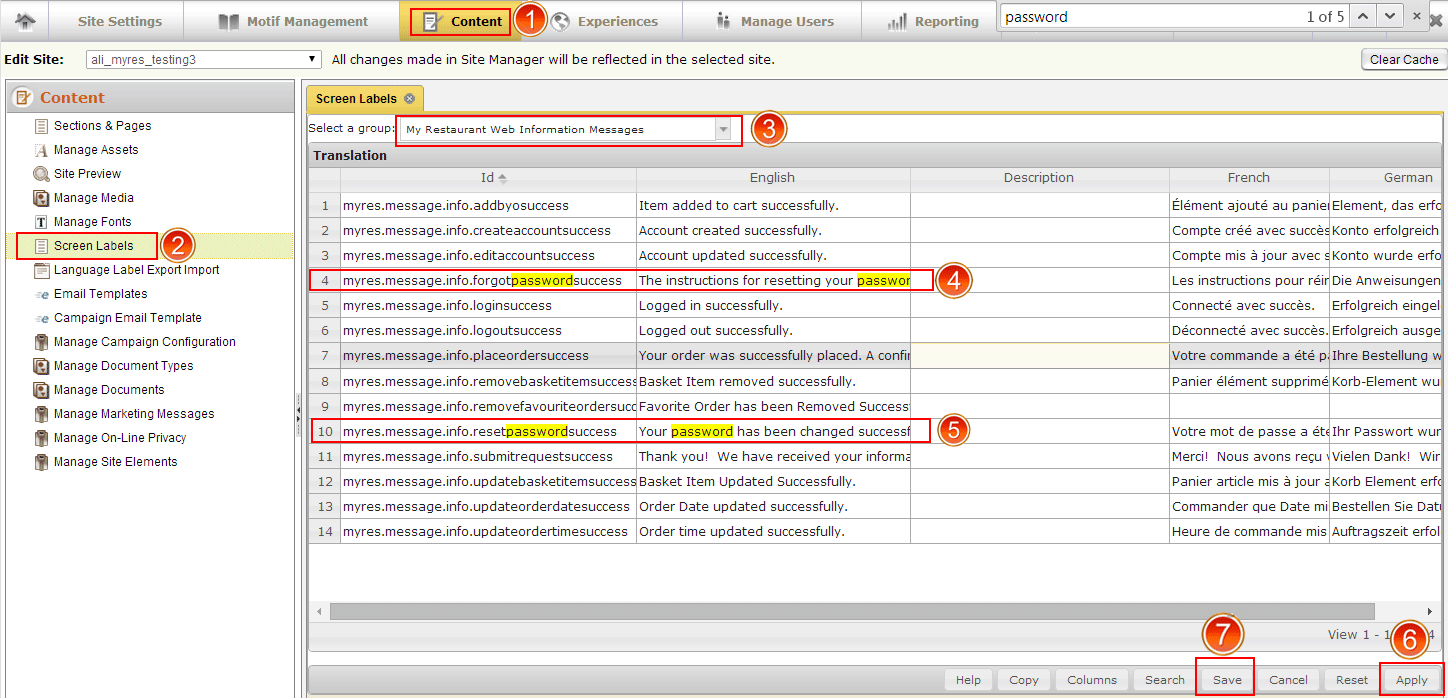 Site Settings Motif Management Content 1 Experiences Manage Users Reporting password 1 of 5
Edit Site: ali_myres_testing3 All changes made in Site Manager will be reflected in the selected site. Clear Cache
Content
Sections & Pages
Manage Assets
Site Preview
Manage Media
Manage Fonts
Screen Labels 2
Language Label Export Import
Email Templates
Campaign Email Template
Manage Campaign Configuration
Manage Document Types
Manage Documents
Manage Marketing Messages
Manage On-Line Privacy
Manage Site Elements
Screen Labels
Select a group: My Restaurant Web Information Messages 3
Translation
Id English Description French German
1 myres.message.info.addbyosuccess Item added to cart successfully. Élément ajouté au panier Element, das erfo
2 myres.message.info.createaccountsuccess Account created successfully. Compte créé avec succès Konto erfolgreich
3 myres.message.info.editaccountsuccess Account updated successfully. Compte mis à jour avec s Konto wurde erfo
4 myres.message.info.forgotpasswordsuccess The instructions for resetting your passwor 4 Les instructions pour réin Die Anweisungen
5 myres.message.info.loginsuccess Logged in successfully. Connecté avec succès. Erfolgreich eingel
6 myres.message.info.logoutsuccess Logged out successfully. Déconnecté avec succès. Erfolgreich ausge
7 myres.message.info.placeordersuccess Your order was successfully placed. A confi Votre commande a été p Ihre Bestellung w
8 myres.message.info.removebasketitemsuccess Basket Item removed successfully. Panier élément supprimé Korb-Element wu
9 myres.message.info.removefavouriteordersucc Favorite Order has been Removed Success
10 myres.message.info.resetpasswordsuccess Your password has been changed successf 5 Votre mot de passe a éte Ihr Passwort wur
11 myres.message.info.submitrequestsuccess Thank you! We have received your informa Merci! Nous avons reçu v Vielen Dank! Wir
12 myres.message.info.updatebasketitemsuccess Basket Item Updated Successfully. Panier article mis à jour a Korb Element erfo
13 myres.message.info.updateorderdatesuccess Order Date updated successfully. Commander que Date mi Bestellen Sie Dat
14 myres.message.info.updateordertimesuccess Order time updated successfully. Heure de commande mis Auftragszeit erfol
View 1 - 1 4
7 6
Help Copy Columns Search Save Cancel Reset Apply